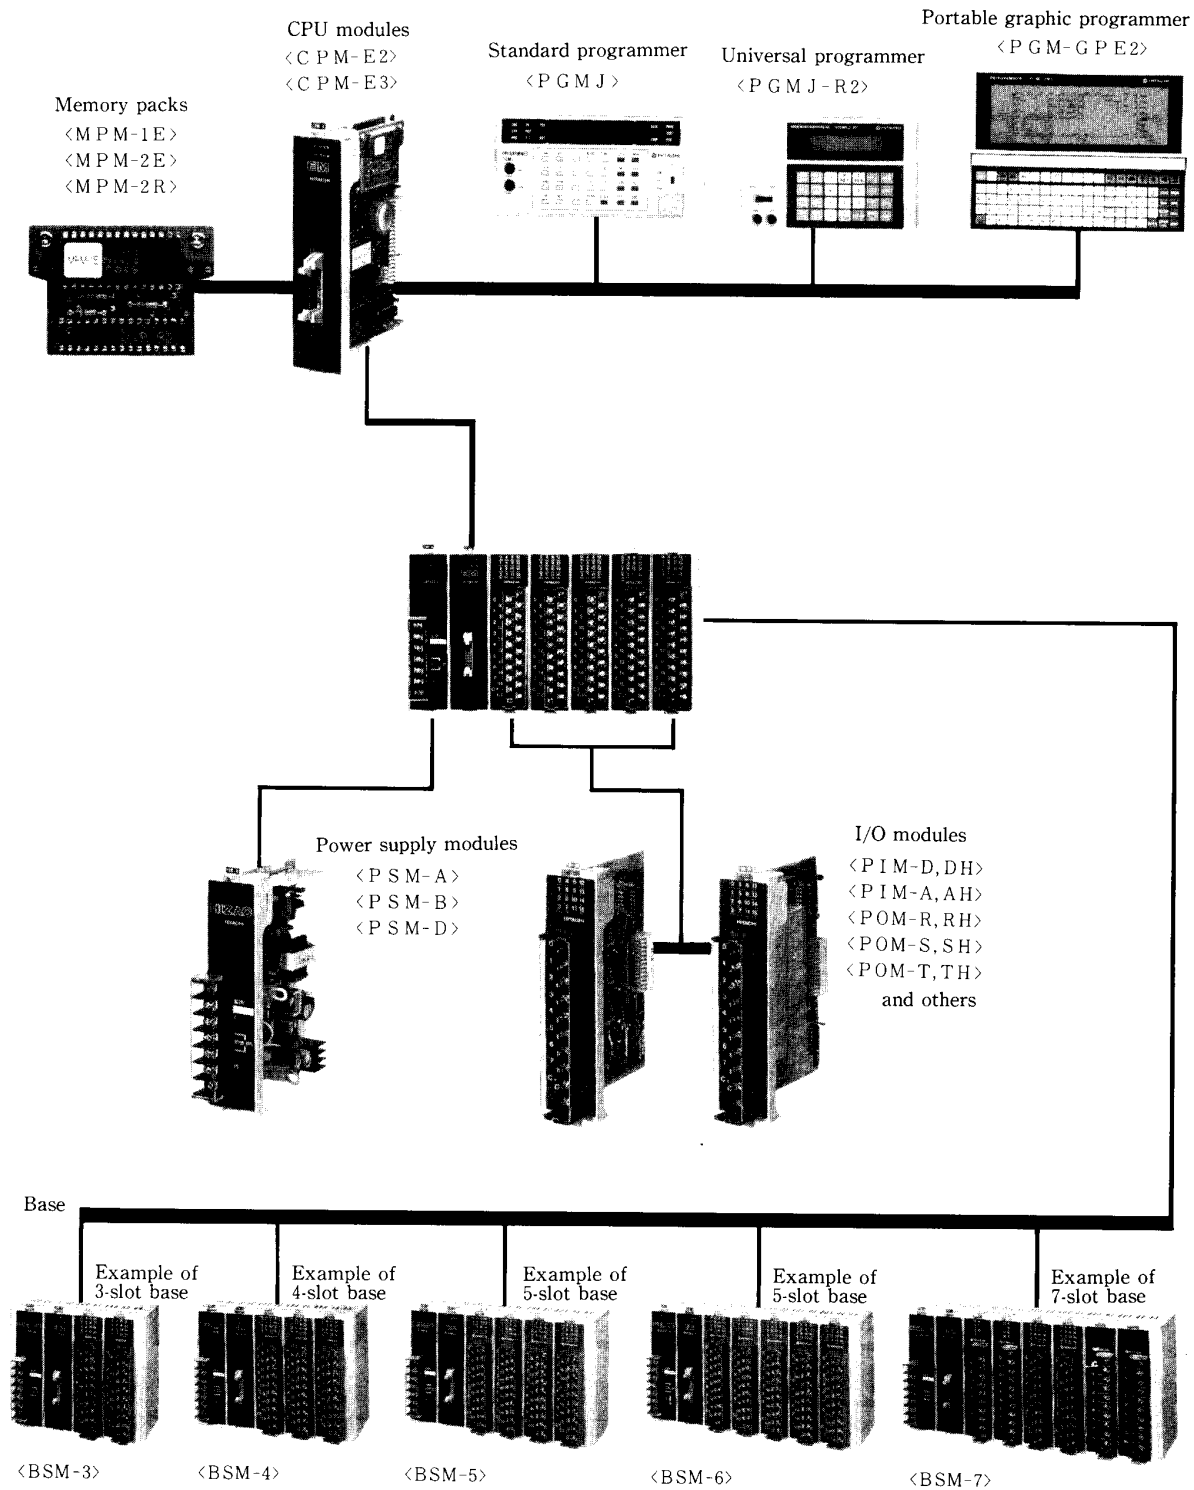 Portable graphic programmer
<PGM-GPE2>
CPU modules
<CPM-E2>
<CPM-E3>
Standard programmer
<PGMJ>
Universal programmer
<PGMJ-R2>
Memory packs
<MPM-1E>
<MPM-2E>
<MPM-2R>
Power supply modules
<PSM-A>
<PSM-B>
<PSM-D>
I/O modules
<PIM-D,DH>
<PIM-A,AH>
<POM-R,RH>
<POM-S,SH>
<POM-T,TH>
and others
Base
Example of
3-slot base
Example of
4-slot base
Example of
5-slot base
Example of
5-slot base
Example of
7-slot base
<BSM-3>
<BSM-4>
<BSM-5>
<BSM-6>
<BSM-7>